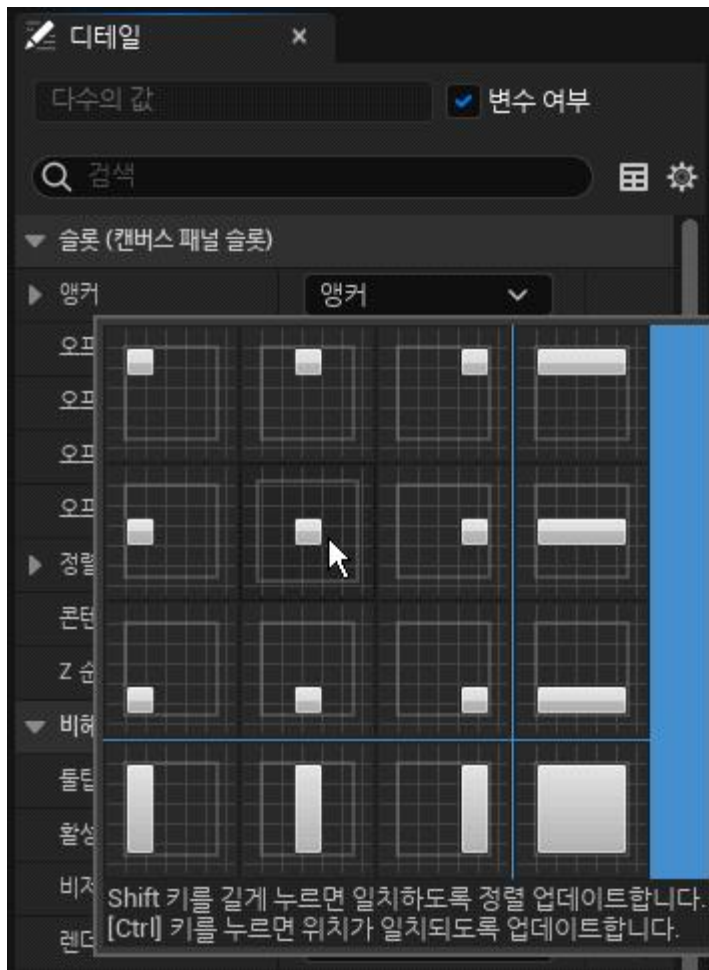 디테일
다수의 값
변수 여부
검색
슬롯 (캔버스 패널 슬롯)
앵커
앵커
Z
Shift 키를 길게 누르면 일치하도록 정렬 업데이트합니다.
[Ctrl] 키를 누르면 위치가 일치되도록 업데이트합니다.